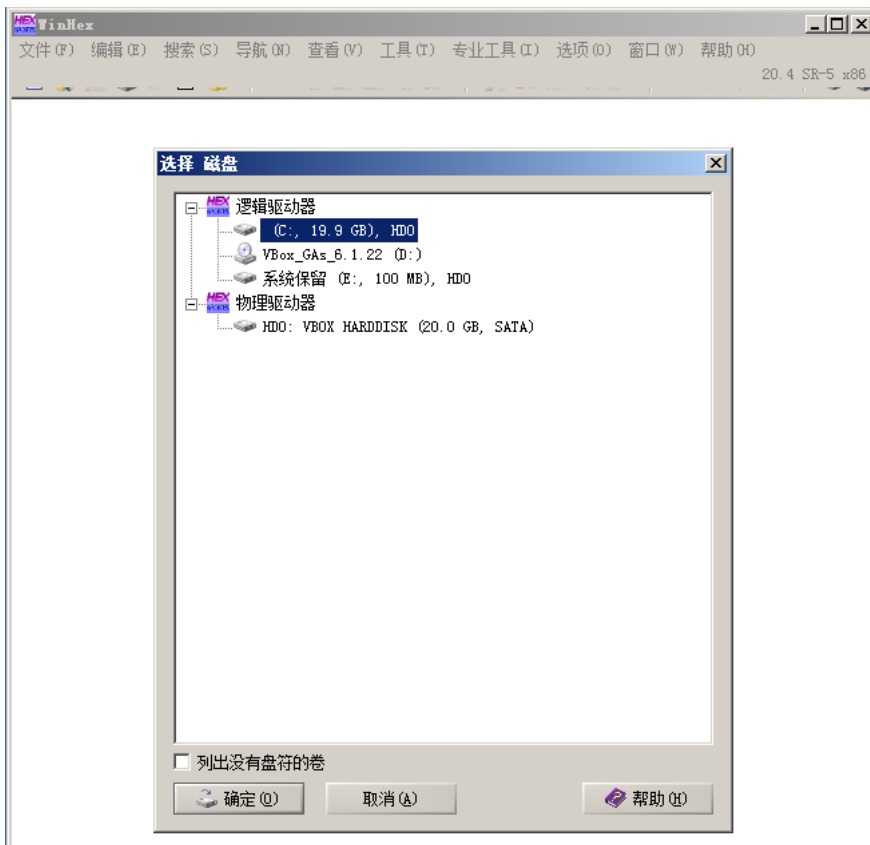 WinHex
文件(F) 编辑(E) 搜索(S) 导航(N) 查看(V) 工具(T) 专业工具(I) 选项(O) 窗口(W) 帮助(H)
20.4 SR-5 x86
选择 磁盘
HEX 逻辑驱动器
(C:, 19.9 GB), HD0
VBox_GAs_6.1.22 (D:)
系统保留 (E:, 100 MB), HD0
HEX 物理驱动器
HD0: VBOX HARDDISK (20.0 GB, SATA)
列出没有盘符的卷
确定(O) 取消(A) 帮助(H)